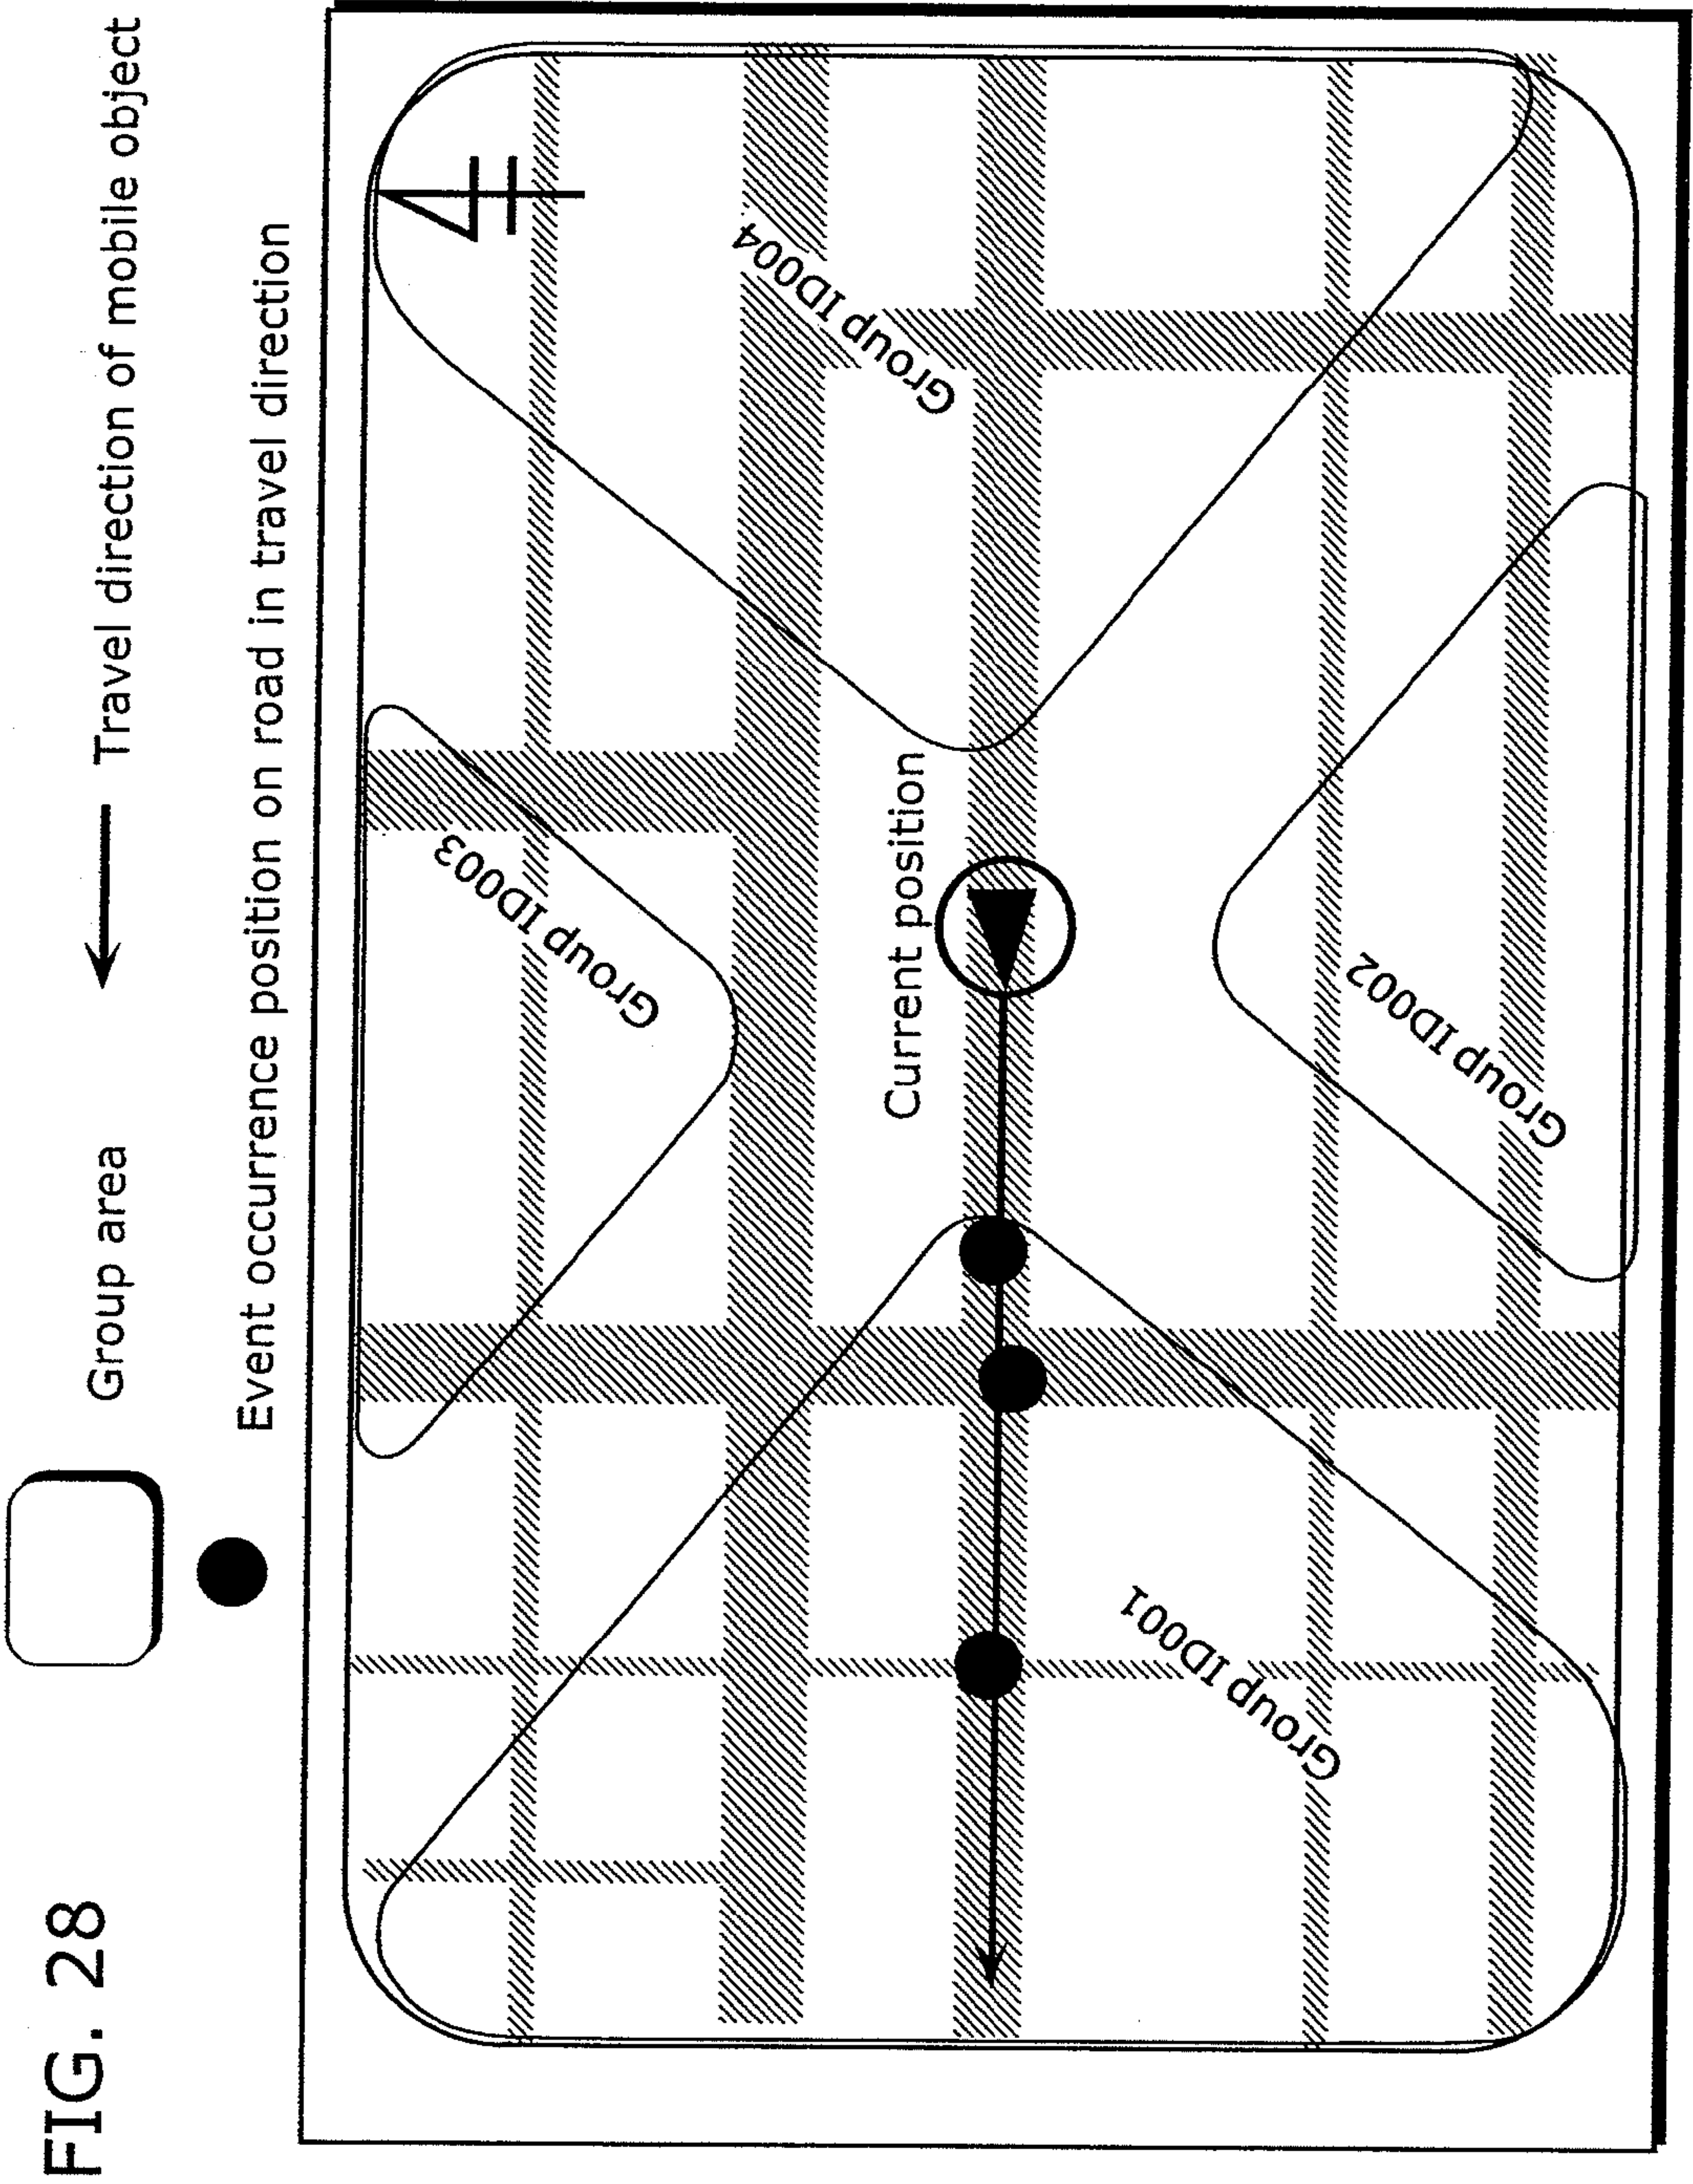 FIG. 28
Group area
Travel direction of mobile object
Event occurrence position on road in travel direction
Group ID003
Group ID004
Current position
Group ID001
Group ID002